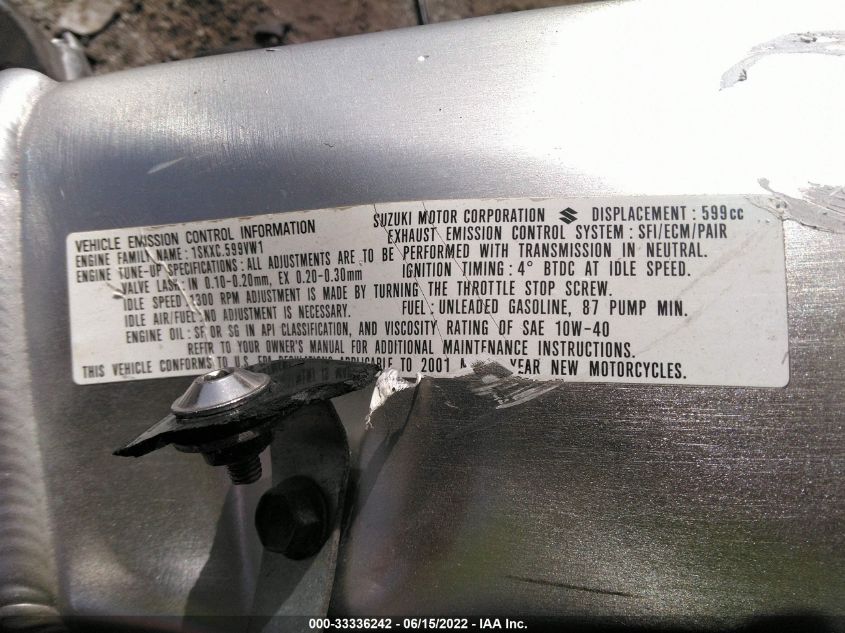 VEHICLE EMISSION CONTROL INFORMATION SUZUKI MOTOR CORPORATION DISPLACEMENT : 599cc
ENGINE FAMILY NAME : 1SKXC.599VW1 EXHAUST EMISSION CONTROL SYSTEM : SFI/ECM/PAIR
ENGINE TUNE-UP SPECIFICATIONS : ALL ADJUSTMENTS ARE TO BE PERFORMED WITH TRANSMISSION IN NEUTRAL.
VALVE LASH : IN 0.10-0.20mm, EX 0.20-0.30mm IGNITION TIMING : 4° BTDC AT IDLE SPEED.
IDLE SPEED 1300 RPM ADJUSTMENT IS MADE BY TURNING THE THROTTLE STOP SCREW.
IDLE AIR/FUEL NO ADJUSTMENT IS NECESSARY. FUEL : UNLEADED GASOLINE, 87 PUMP MIN.
ENGINE OIL : SF OR SG IN API CLASSIFICATION, AND VISCOSITY RATING OF SAE 10W-40
REFER TO YOUR OWNER'S MANUAL FOR ADDITIONAL MAINTENANCE INSTRUCTIONS.
THIS VEHICLE CONFORMS TO U.S. EPA REGULATIONS APPLICABLE TO 2001 YEAR NEW MOTORCYCLES.
000-33336242 - 06/15/2022 - IAA Inc.